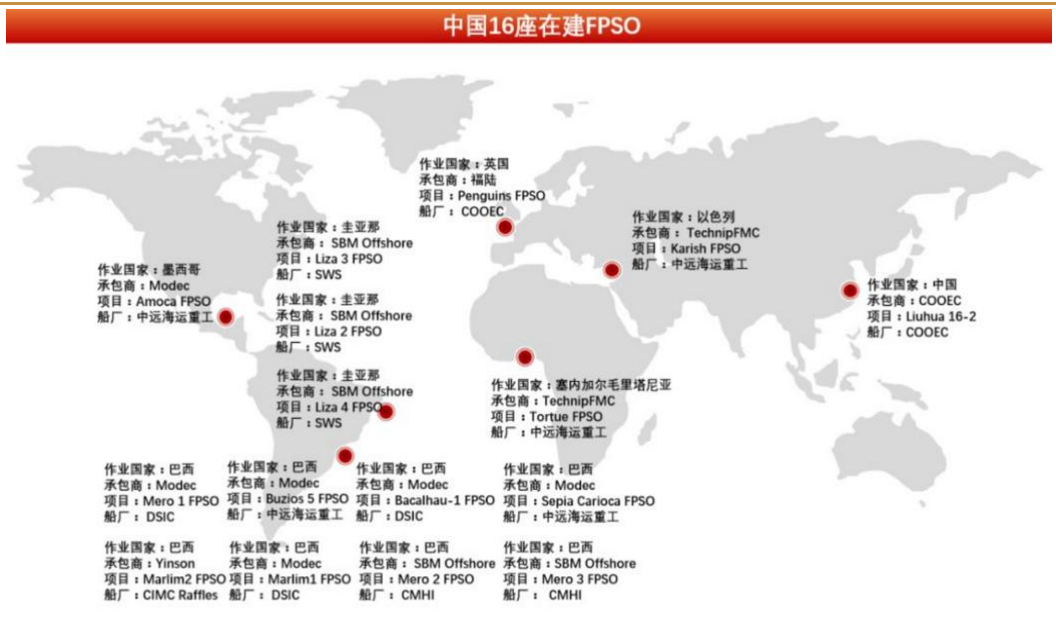 中国16座在建FPSO
作业国家：英国
承包商：福陆
项目：Penguins FPSO
船厂： COOEC
作业国家：以色列
承包商： TechnipFMC
项目：Karish FPSO
船厂：中远海运重工
作业国家：圭亚那
承包商： SBM Offshore
项目：Liza 3 FPSO
船厂：SWS
作业国家：墨西哥
承包商：Modec
项目：Amoca FPSO
船厂：中远海运重工
作业国家：中国
承包商：COOEC
项目：Liuhua 16-2
船厂：COOEC
作业国家：圭亚那
承包商： SBM Offshore
项目：Liza 2 FPSO
船厂：SWS
作业国家：圭亚那
承包商： SBM Offshore
项目：Liza 4 FPSO
船厂：SWS
作业国家：塞内加尔毛里塔尼亚
承包商：TechnipFMC
项目：Tortue FPSO
船厂：中远海运重工
作业国家：巴西
承包商：Modec
项目：Mero 1 FPSO
船厂：DSIC
作业国家：巴西
承包商：Modec
项目：Buzios 5 FPSO
船厂：中远海运重工
作业国家：巴西
承包商：Modec
项目：Bacalhau-1 FPSO
船厂：DSIC
作业国家：巴西
承包商：Modec
项目：Sepia Carioca FPSO
船厂：中远海运重工
作业国家：巴西
承包商：Yinson
项目：Marlim2 FPSO
船厂：CIMC Raffles
作业国家：巴西
承包商：Modec
项目：Marlim1 FPSO
船厂： DSIC
作业国家：巴西
承包商： SBM Offshore
项目：Mero 2 FPSO
船厂： CMHI
作业国家：巴西
承包商：SBM Offshore
项目：Mero 3 FPSO
船厂： CMHI